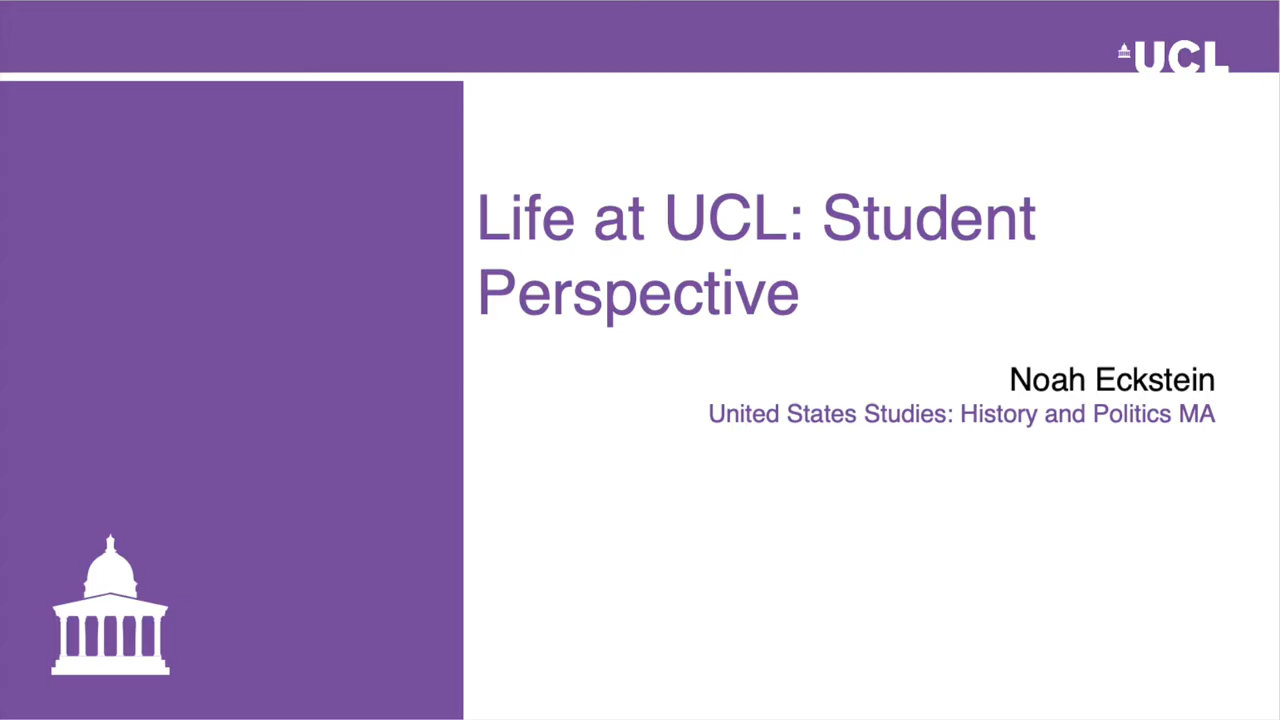 UCL
Life at UCL: Student
Perspective
Noah Eckstein
United States Studies: History and Politics MA